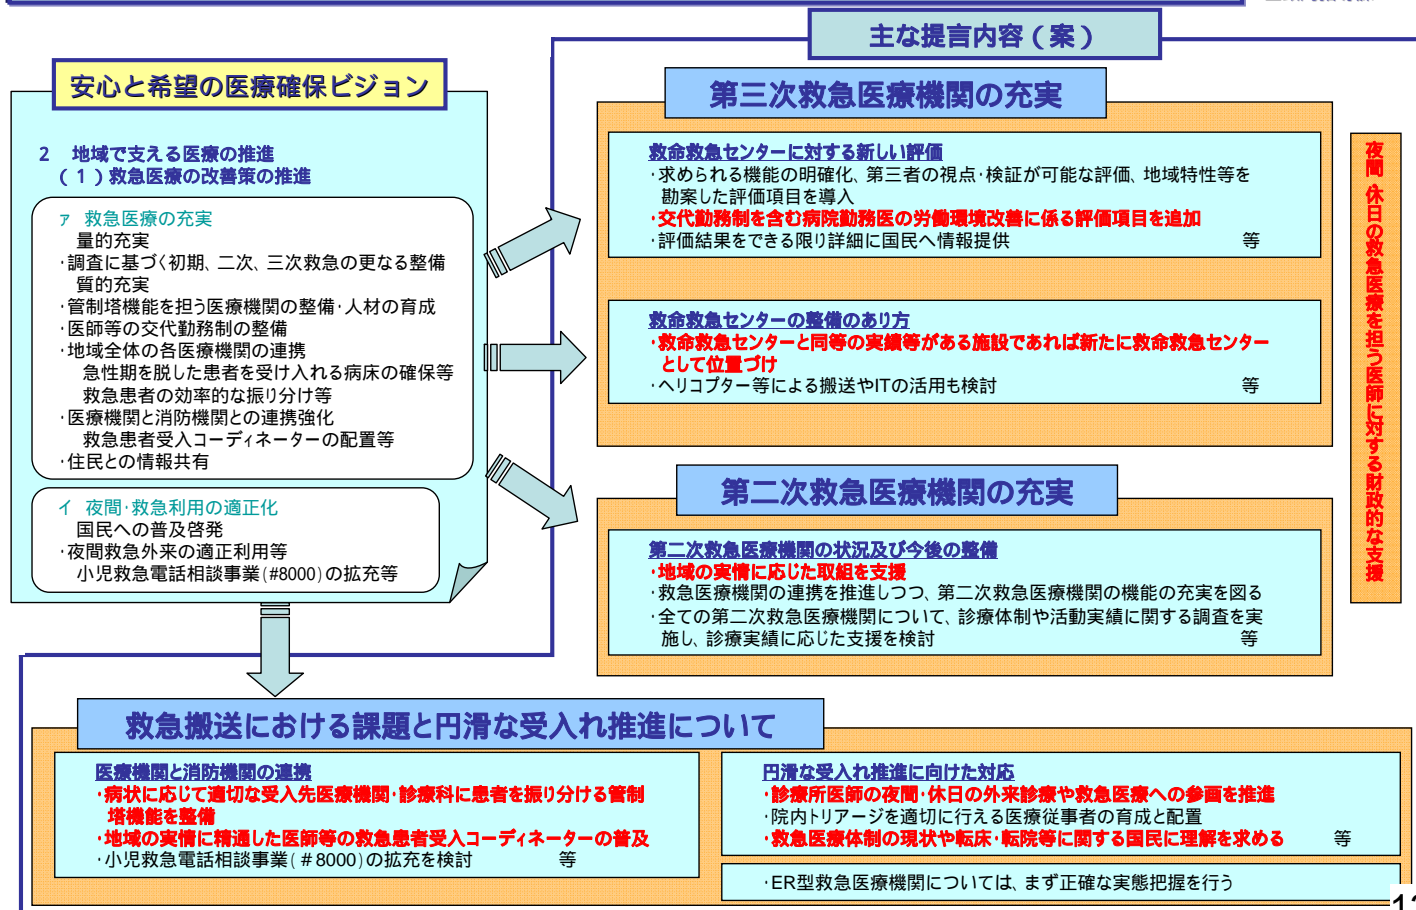 主な提言内容（案）
安心と希望の医療確保ビジョン
2　地域で支える医療の推進
（１）救急医療の改善策の推進
ァ 救急医療の充実
量的充実
･調査に基づく初期、二次、三次救急の更なる整備
質的充実
･管制塔機能を担う医療機関の整備･人材の育成
･医師等の交代勤務制の整備
･地域全体の各医療機関の連携
急性期を脱した患者を受け入れる病床の確保等
救急患者の効率的な振り分け等
･医療機関と消防機関との連携強化
救急患者受入コーディネーターの配置等
･住民との情報共有
イ 夜間･救急利用の適正化
国民への普及啓発
･夜間救急外来の適正利用等
小児救急電話相談事業(#8000)の拡充等
第三次救急医療機関の充実
救命救急センターに対する新しい評価
･求められる機能の明確化、第三者の視点･検証が可能な評価、地域特性等を
勘案した評価項目を導入
･交代勤務制を含む病院勤務医の労働環境改善に係る評価項目を追加
･評価結果をできる限り詳細に国民へ情報提供　等
救命救急センターの整備のあり方
･救命救急センターと同等の実績等がある施設であれば新たに救命救急センター
として位置づけ
･ヘリコプター等による搬送やITの活用も検討　等
第二次救急医療機関の充実
第二次救急医療機関の状況及び今後の整備
･地域の実情に応じた取組を支援
･救急医療機関の連携を推進しつつ、第二次救急医療機関の機能の充実を図る
･全ての第二次救急医療機関について、診療体制や活動実績に関する調査を実
施し、診療実績に応じた支援を検討　等
夜間･休日の救急医療を担う医師に対する財政的な支援
救急搬送における課題と円滑な受入れ推進について
医療機関と消防機関の連携
･病状に応じて適切な受入先医療機関･診療科に患者を振り分ける管制
塔機能を整備
･地域の実情に精通した医師等の救急患者受入コーディネーターの普及
･小児救急電話相談事業(＃8000)の拡充を検討　等
円滑な受入れ推進に向けた対応
･診療所医師の夜間･休日の外来診療や救急医療への参画を推進
･院内トリアージを適切に行える医療従事者の育成と配置
･救急医療体制の現状や転床･転院等に関する国民に理解を求める　等
･ER型救急医療機関については、まず正確な実態把握を行う